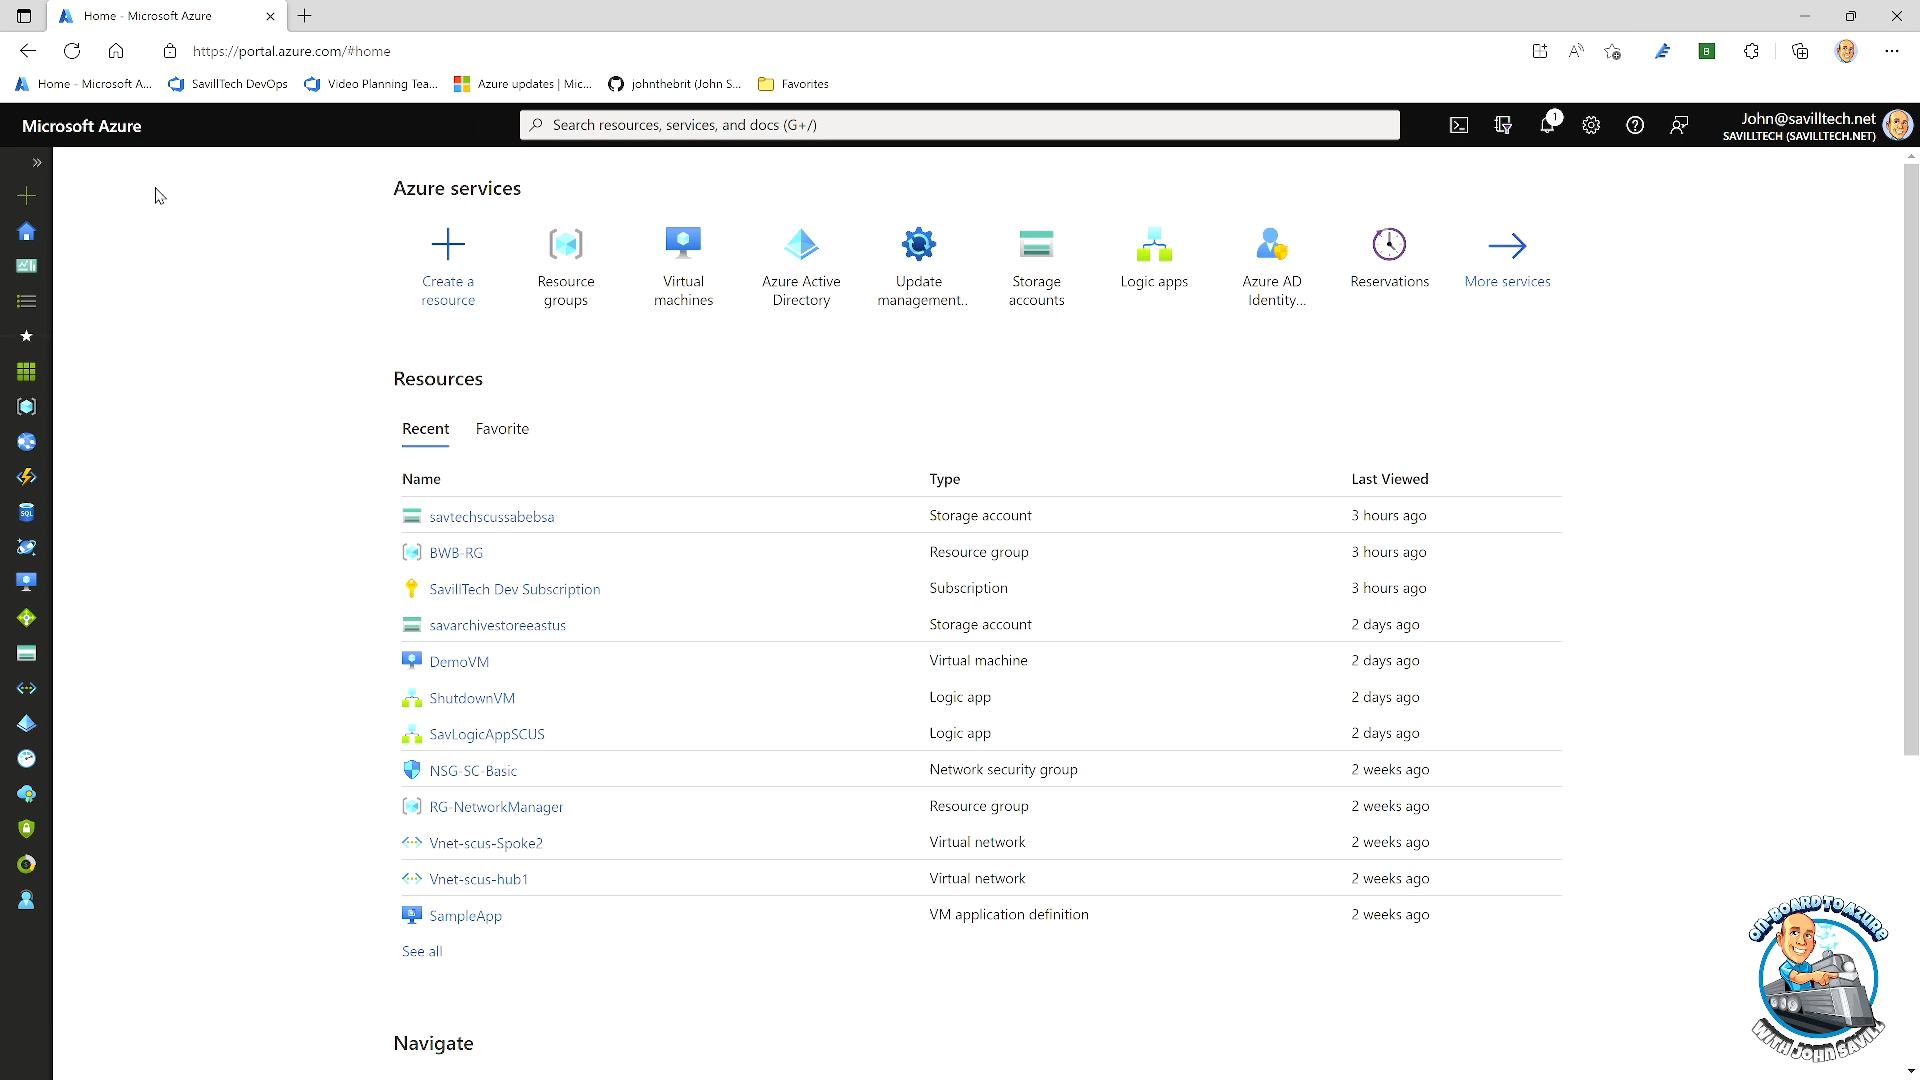 Home - Microsoft Azure
https://portal.azure.com/#home
Home - Microsoft A...
SavillTech DevOps
Video Planning Tea...
Azure updates | Mic...
johnthebrit (John S...
Favorites
Microsoft Azure
Search resources, services, and docs (G+/)
1
John@savilltech.net
SAVILLTECH (SAVILLTECH.NET)
Azure services
Create a
resource
Resource
groups
Virtual
machines
Azure Active
Directory
Update
management..
Storage
accounts
Logic apps
Azure AD
Identity...
Reservations
More services
Resources
Recent Favorite
Name Type Last Viewed
savtechscussabebsa Storage account 3 hours ago
BWB-RG Resource group 3 hours ago
SavillTech Dev Subscription Subscription 3 hours ago
savarchivestoreeastus Storage account 2 days ago
DemoVM Virtual machine 2 days ago
ShutdownVM Logic app 2 days ago
SavLogicAppSCUS Logic app 2 days ago
NSG-SC-Basic Network security group 2 weeks ago
RG-NetworkManager Resource group 2 weeks ago
Vnet-scus-Spoke2 Virtual network 2 weeks ago
Vnet-scus-hub1 Virtual network 2 weeks ago
SampleApp VM application definition 2 weeks ago
See all
Navigate
ON-BOARD TO AZURE
WITH JOHN SAVILL